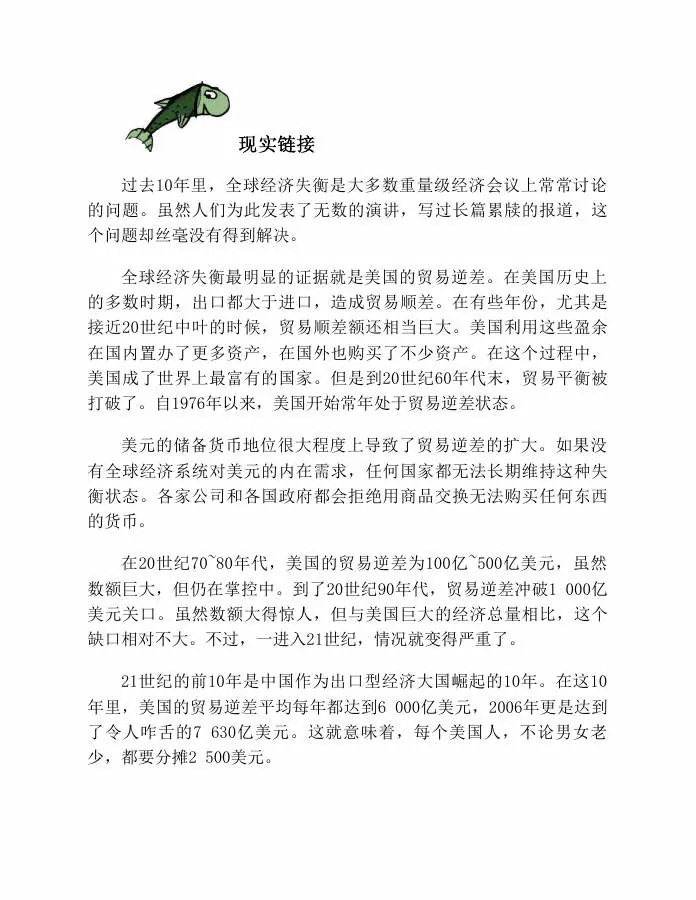 现实链接
过去10年里，全球经济失衡是大多数重量级经济会议上常常讨论
的问题。虽然人们为此发表了无数的演讲，写过长篇累牍的报道，这
个问题却丝毫没有得到解决。
全球经济失衡最明显的证据就是美国的贸易逆差。在美国历史上
的多数时期，出口都大于进口，造成贸易顺差。在有些年份，尤其是
接近20世纪中叶的时候，贸易顺差额还相当巨大。美国利用这些盈余
在国内置办了更多资产，在国外也购买了不少资产。在这个过程中，
美国成了世界上最富有的国家。但是到20世纪60年代末，贸易平衡被
打破了。自1976年以来，美国开始常年处于贸易逆差状态。
美元的储备货币地位很大程度上导致了贸易逆差的扩大。如果没
有全球经济系统对美元的内在需求，任何国家都无法长期维持这种失
衡状态。各家公司和各国政府都会拒绝用商品交换无法购买任何东西
的货币。
在20世纪70~80年代，美国的贸易逆差为100亿~500亿美元，虽然
数额巨大，但仍在掌控中。到了20世纪90年代，贸易逆差冲破1 000亿
美元关口。虽然数额大得惊人，但与美国巨大的经济总量相比，这个
缺口相对不大。不过，一进入21世纪，情况就变得严重了。
21世纪的前10年是中国作为出口型经济大国崛起的10年。在这10
年里，美国的贸易逆差平均每年都达到6 000亿美元，2006年更是达到
了令人咋舌的7 630亿美元。这就意味着，每个美国人，不论男女老
少，都要分摊2 500美元。